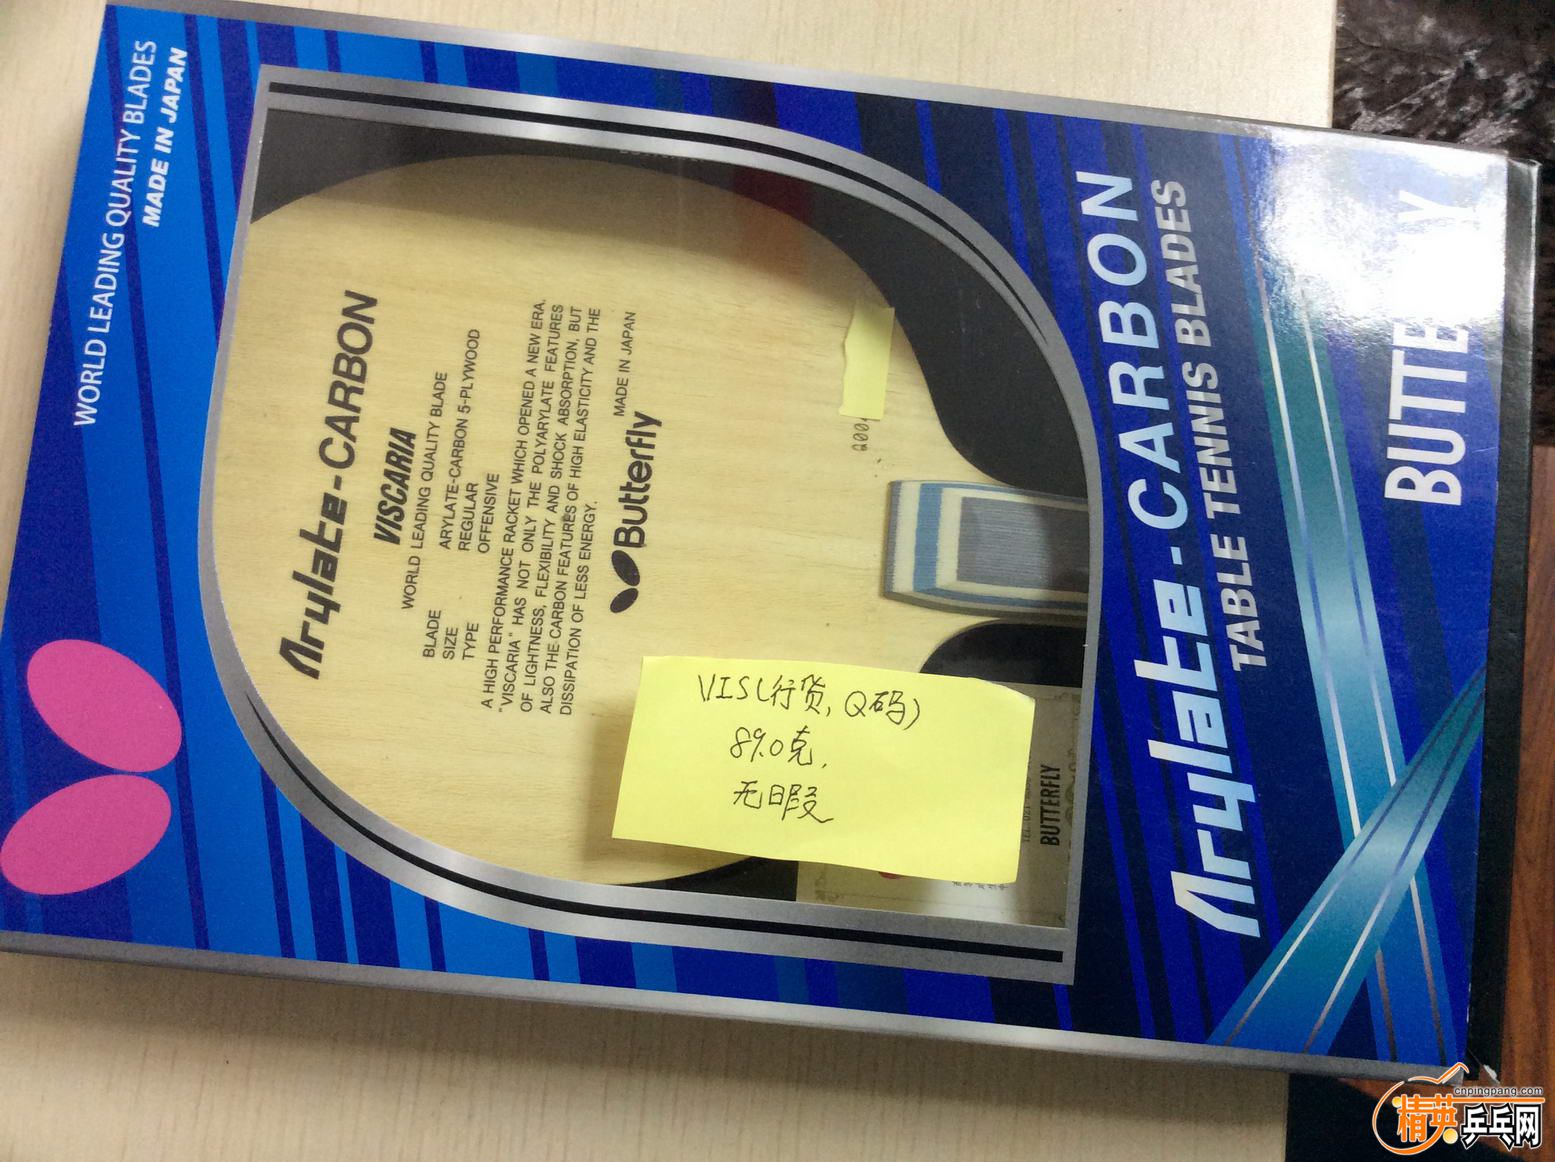 WORLD LEADING QUALITY BLADES
MADE IN JAPAN
Arylate-CARBON
VISCARIA
WORLD LEADING QUALITY BLADE
BLADE ARYLATE-CARBON 5-PLYWOOD
SIZE REGULAR
TYPE OFFENSIVE
A HIGH PERFORMANCE RACKET WHICH OPENED A NEW ERA.
"VISCARIA" HAS NOT ONLY THE POLYARYLATE FEATURES
OF LIGHTNESS, FLEXIBILITY AND SHOCK ABSORPTION, BUT
ALSO THE CARBON FEATURES OF HIGH ELASTICITY AND THE
DISSIPATION OF LESS ENERGY.
MADE IN JAPAN
Butterfly
VIS(行货,Q码)
89.0克.
无暇
BUTTERFLY
Arylate-CARBON
TABLE TENNIS BLADES
cnpingpang.com
精英乒乓网